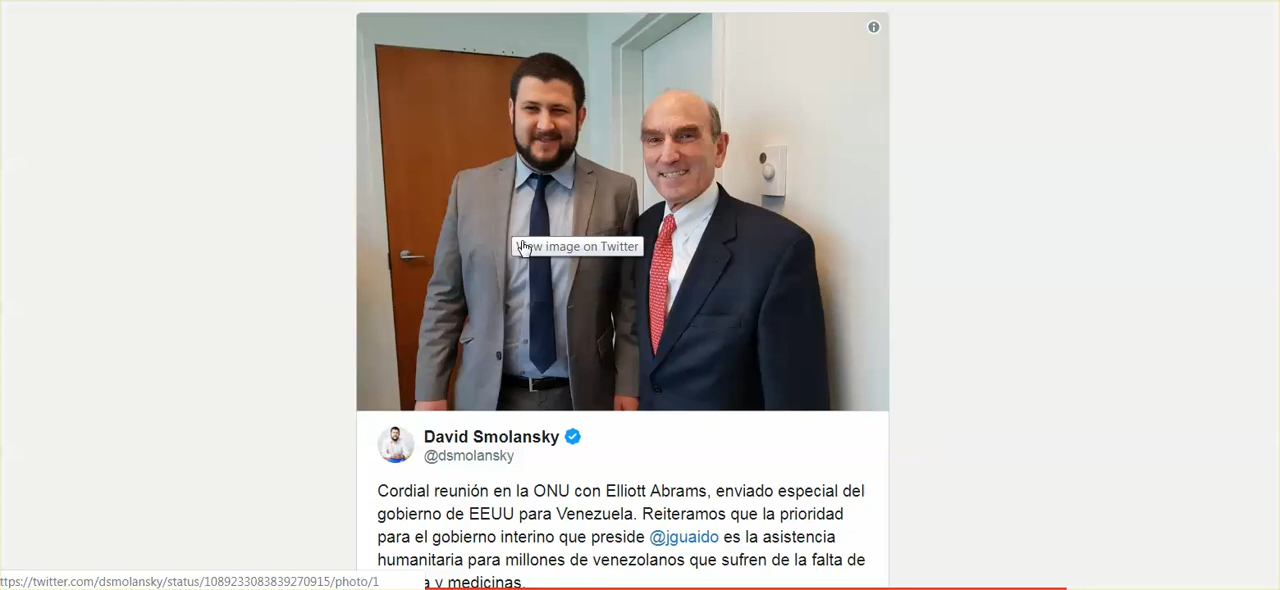 View image on Twitter
David Smolansky
@dsmolansky
Cordial reunión en la ONU con Elliott Abrams, enviado especial del
gobierno de EEUU para Venezuela. Reiteramos que la prioridad
para el gobierno interino que preside @jguaido es la asistencia
humanitaria para millones de venezolanos que sufren de la falta de
y medicinas.
ttps://twitter.com/dsmolansky/status/1089233083839270915/photo/1